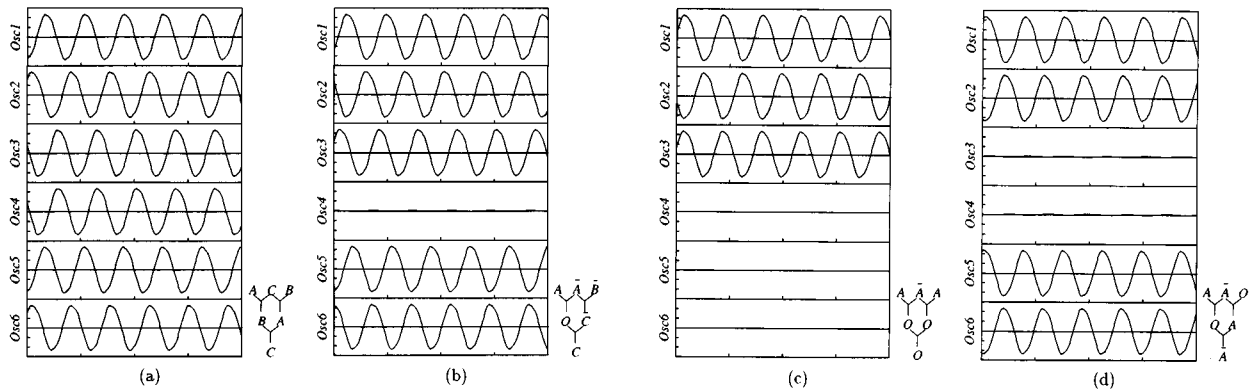 Osc1
Osc2
Osc3
Osc4
Osc5
Osc6
A C B
B A
C
(a)
Osc1
Osc2
Osc3
Osc4
Osc5
Osc6
A Ā B̄
O C̄
C
(b)
Osc1
Osc2
Osc3
Osc4
Osc5
Osc6
A Ā A
O O
O
(c)
Osc1
Osc2
Osc3
Osc4
Osc5
Osc6
A Ā O
O A
Ā
(d)